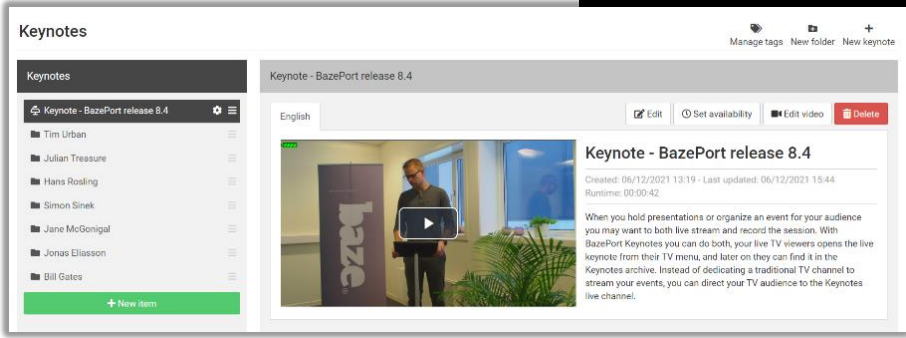 Keynotes
Manage tags New folder New keynote
Keynotes
Keynote - BazePort release 8.4
Tim Urban
Julian Treasure
Hans Rosling
Simon Sinek
Jane McGonigal
Jonas Eliasson
Bill Gates
+ New item
Keynote - BazePort release 8.4
English
Edit Set availability Edit video Delete
baze
Keynote - BazePort release 8.4
Created: 06/12/2021 13:19 - Last updated: 06/12/2021 15:44
Runtime: 00:00:42
When you hold presentations or organize an event for your audience
you may want to both live stream and record the session. With
BazePort Keynotes you can do both, your live TV viewers opens the live
keynote from their TV menu, and later on they can find it in the
Keynotes archive. Instead of dedicating a traditional TV channel to
stream your events, you can direct your TV audience to the Keynotes
live channel.